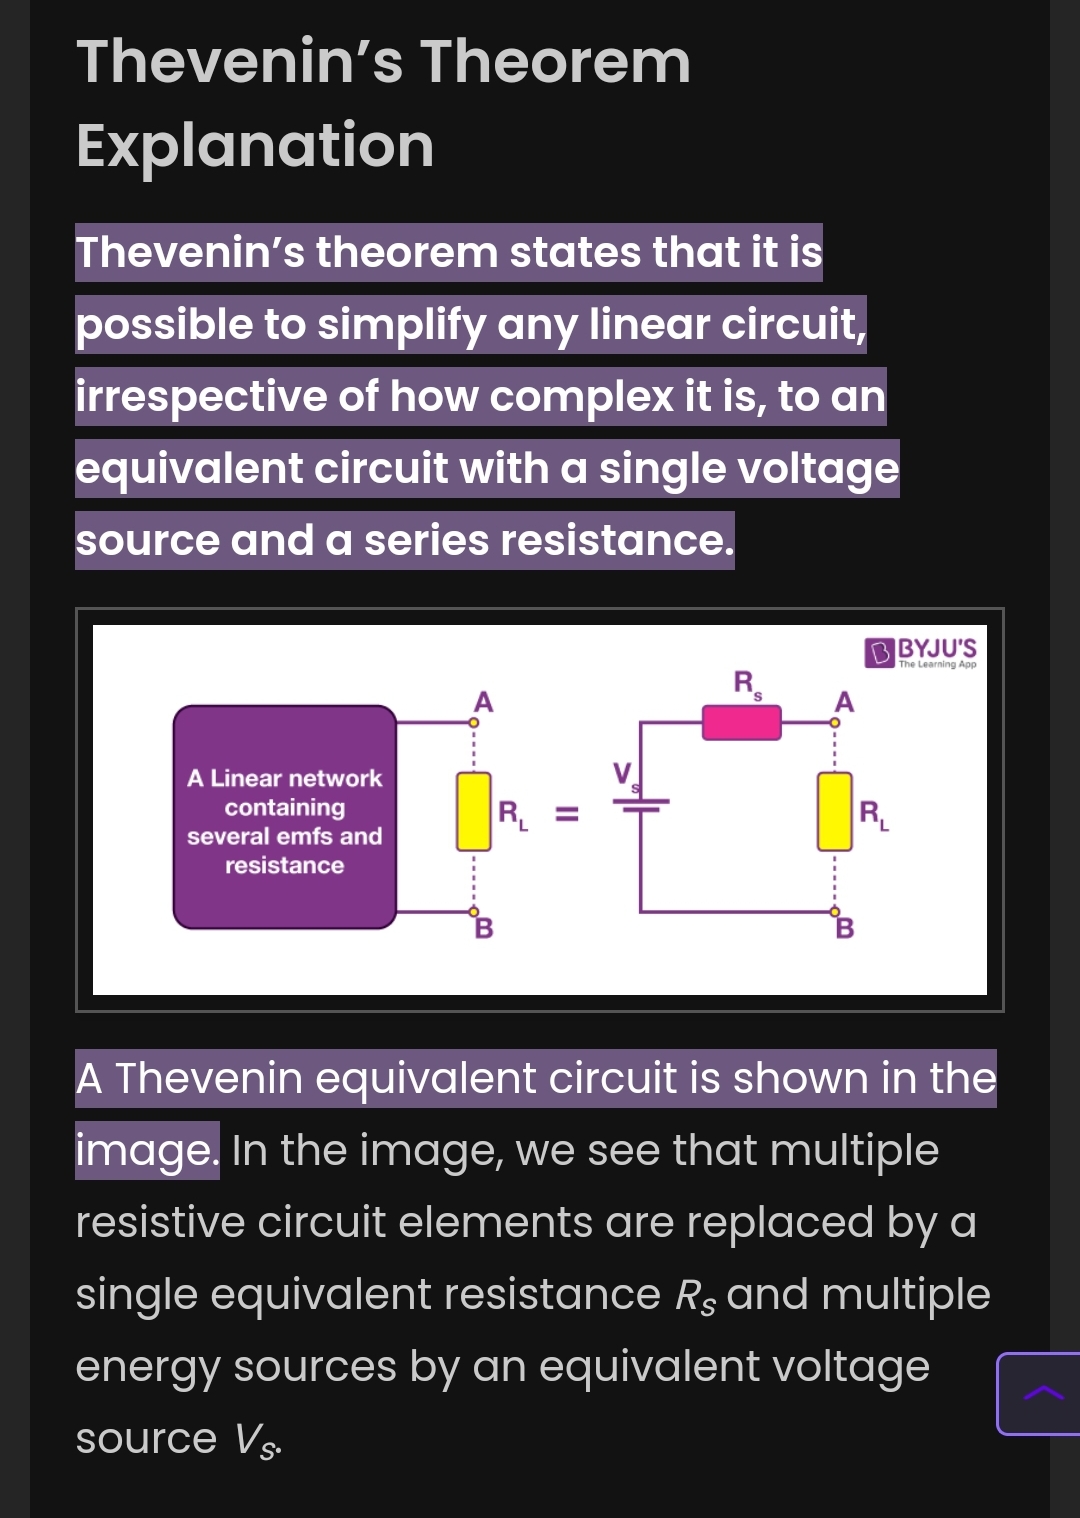 Thevenin’s Theorem
Explanation
Thevenin’s theorem states that it is
possible to simplify any linear circuit,
irrespective of how complex it is, to an
equivalent circuit with a single voltage
source and a series resistance.
BYJU'S
The Learning App
A Linear network
containing
several emfs and
resistance
A
R_L
B
=
V_s
R_s
A
R_L
B
A Thevenin equivalent circuit is shown in the
image. In the image, we see that multiple
resistive circuit elements are replaced by a
single equivalent resistance R_s and multiple
energy sources by an equivalent voltage
source V_s.